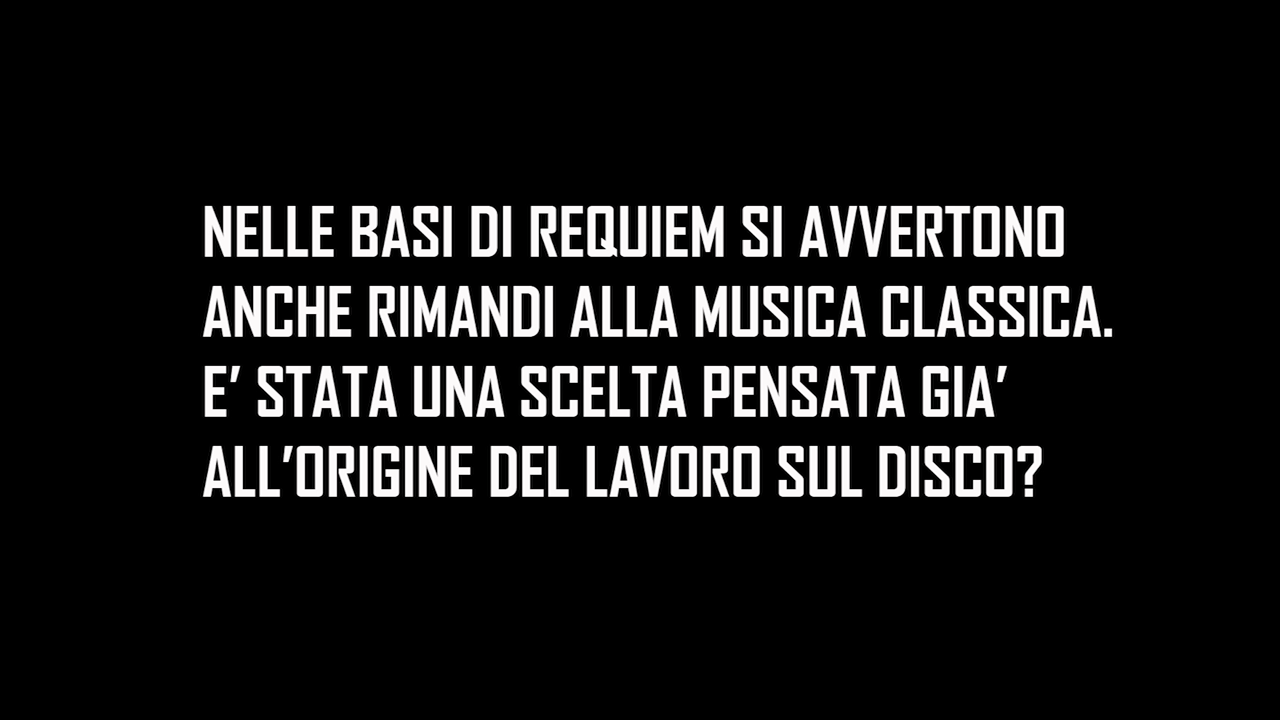 NELLE BASI DI REQUIEM SI AVVERTONO
ANCHE RIMANDI ALLA MUSICA CLASSICA.
E’ STATA UNA SCELTA PENSATA GIA’
ALL’ORIGINE DEL LAVORO SUL DISCO?